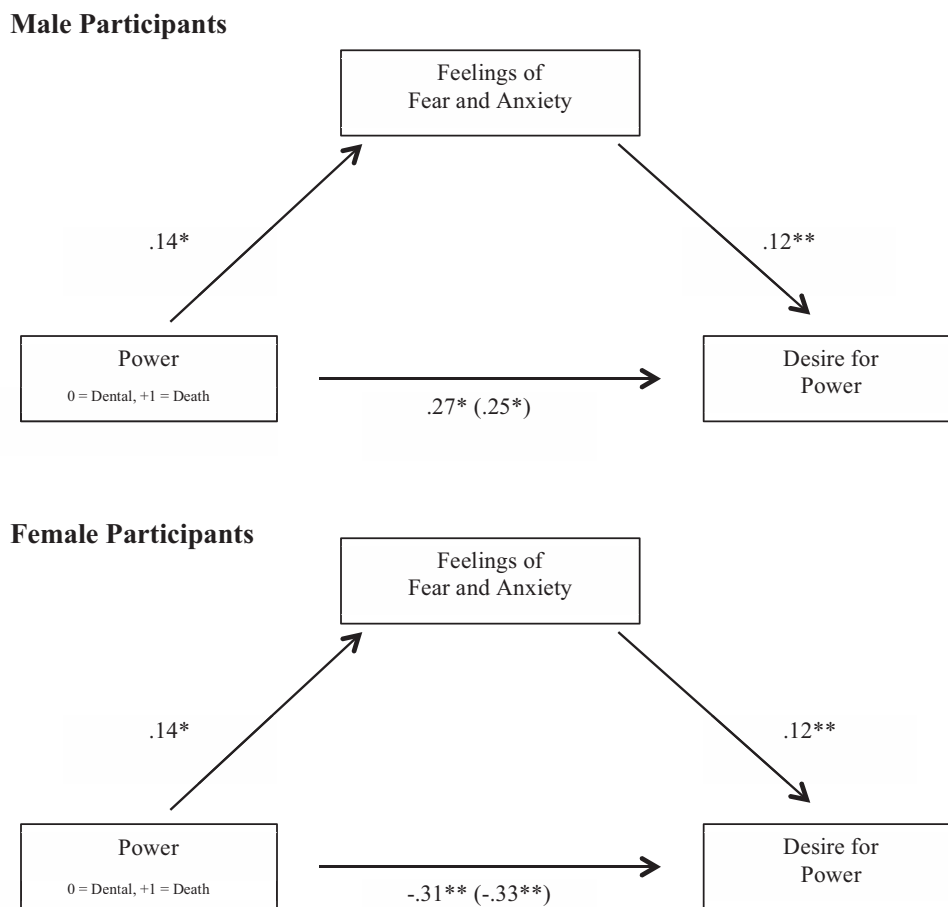 Male Participants
Feelings of
Fear and Anxiety
.14*
.12**
Power
0 = Dental, +1 = Death
Desire for
Power
.27* (.25*)
Female Participants
Feelings of
Fear and Anxiety
.14*
.12**
Power
0 = Dental, +1 = Death
Desire for
Power
-.31** (-.33**)